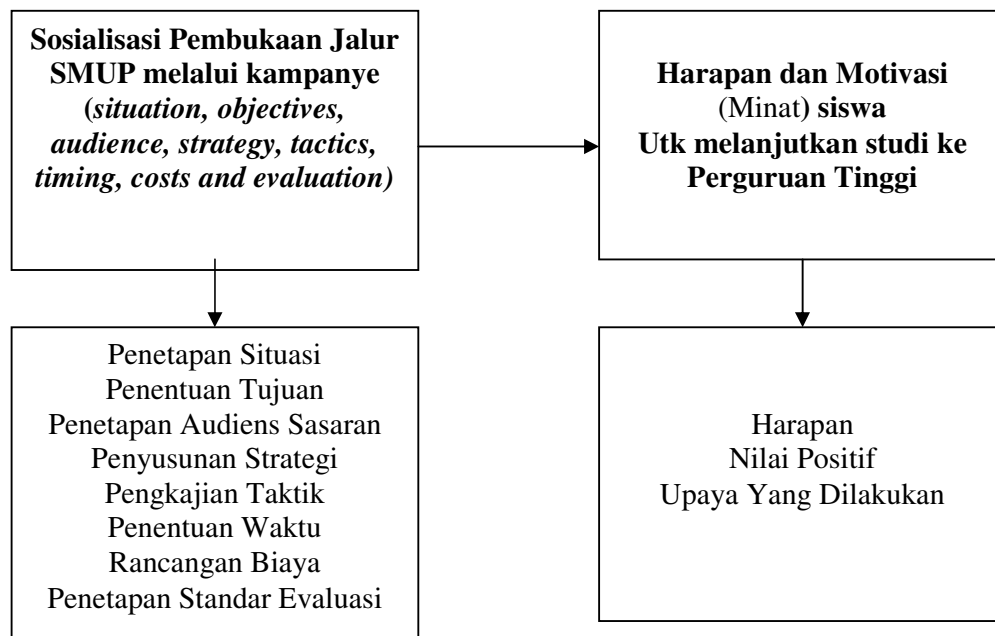 Sosialisasi Pembukaan Jalur
SMUP melalui kampanye
(situation, objectives,
audience, strategy, tactics,
timing, costs and evaluation)
Harapan dan Motivasi
(Minat) siswa
Utk melanjutkan studi ke
Perguruan Tinggi
Penetapan Situasi
Penentuan Tujuan
Penetapan Audiens Sasaran
Penyusunan Strategi
Pengkajian Taktik
Penentuan Waktu
Rancangan Biaya
Penetapan Standar Evaluasi
Harapan
Nilai Positif
Upaya Yang Dilakukan